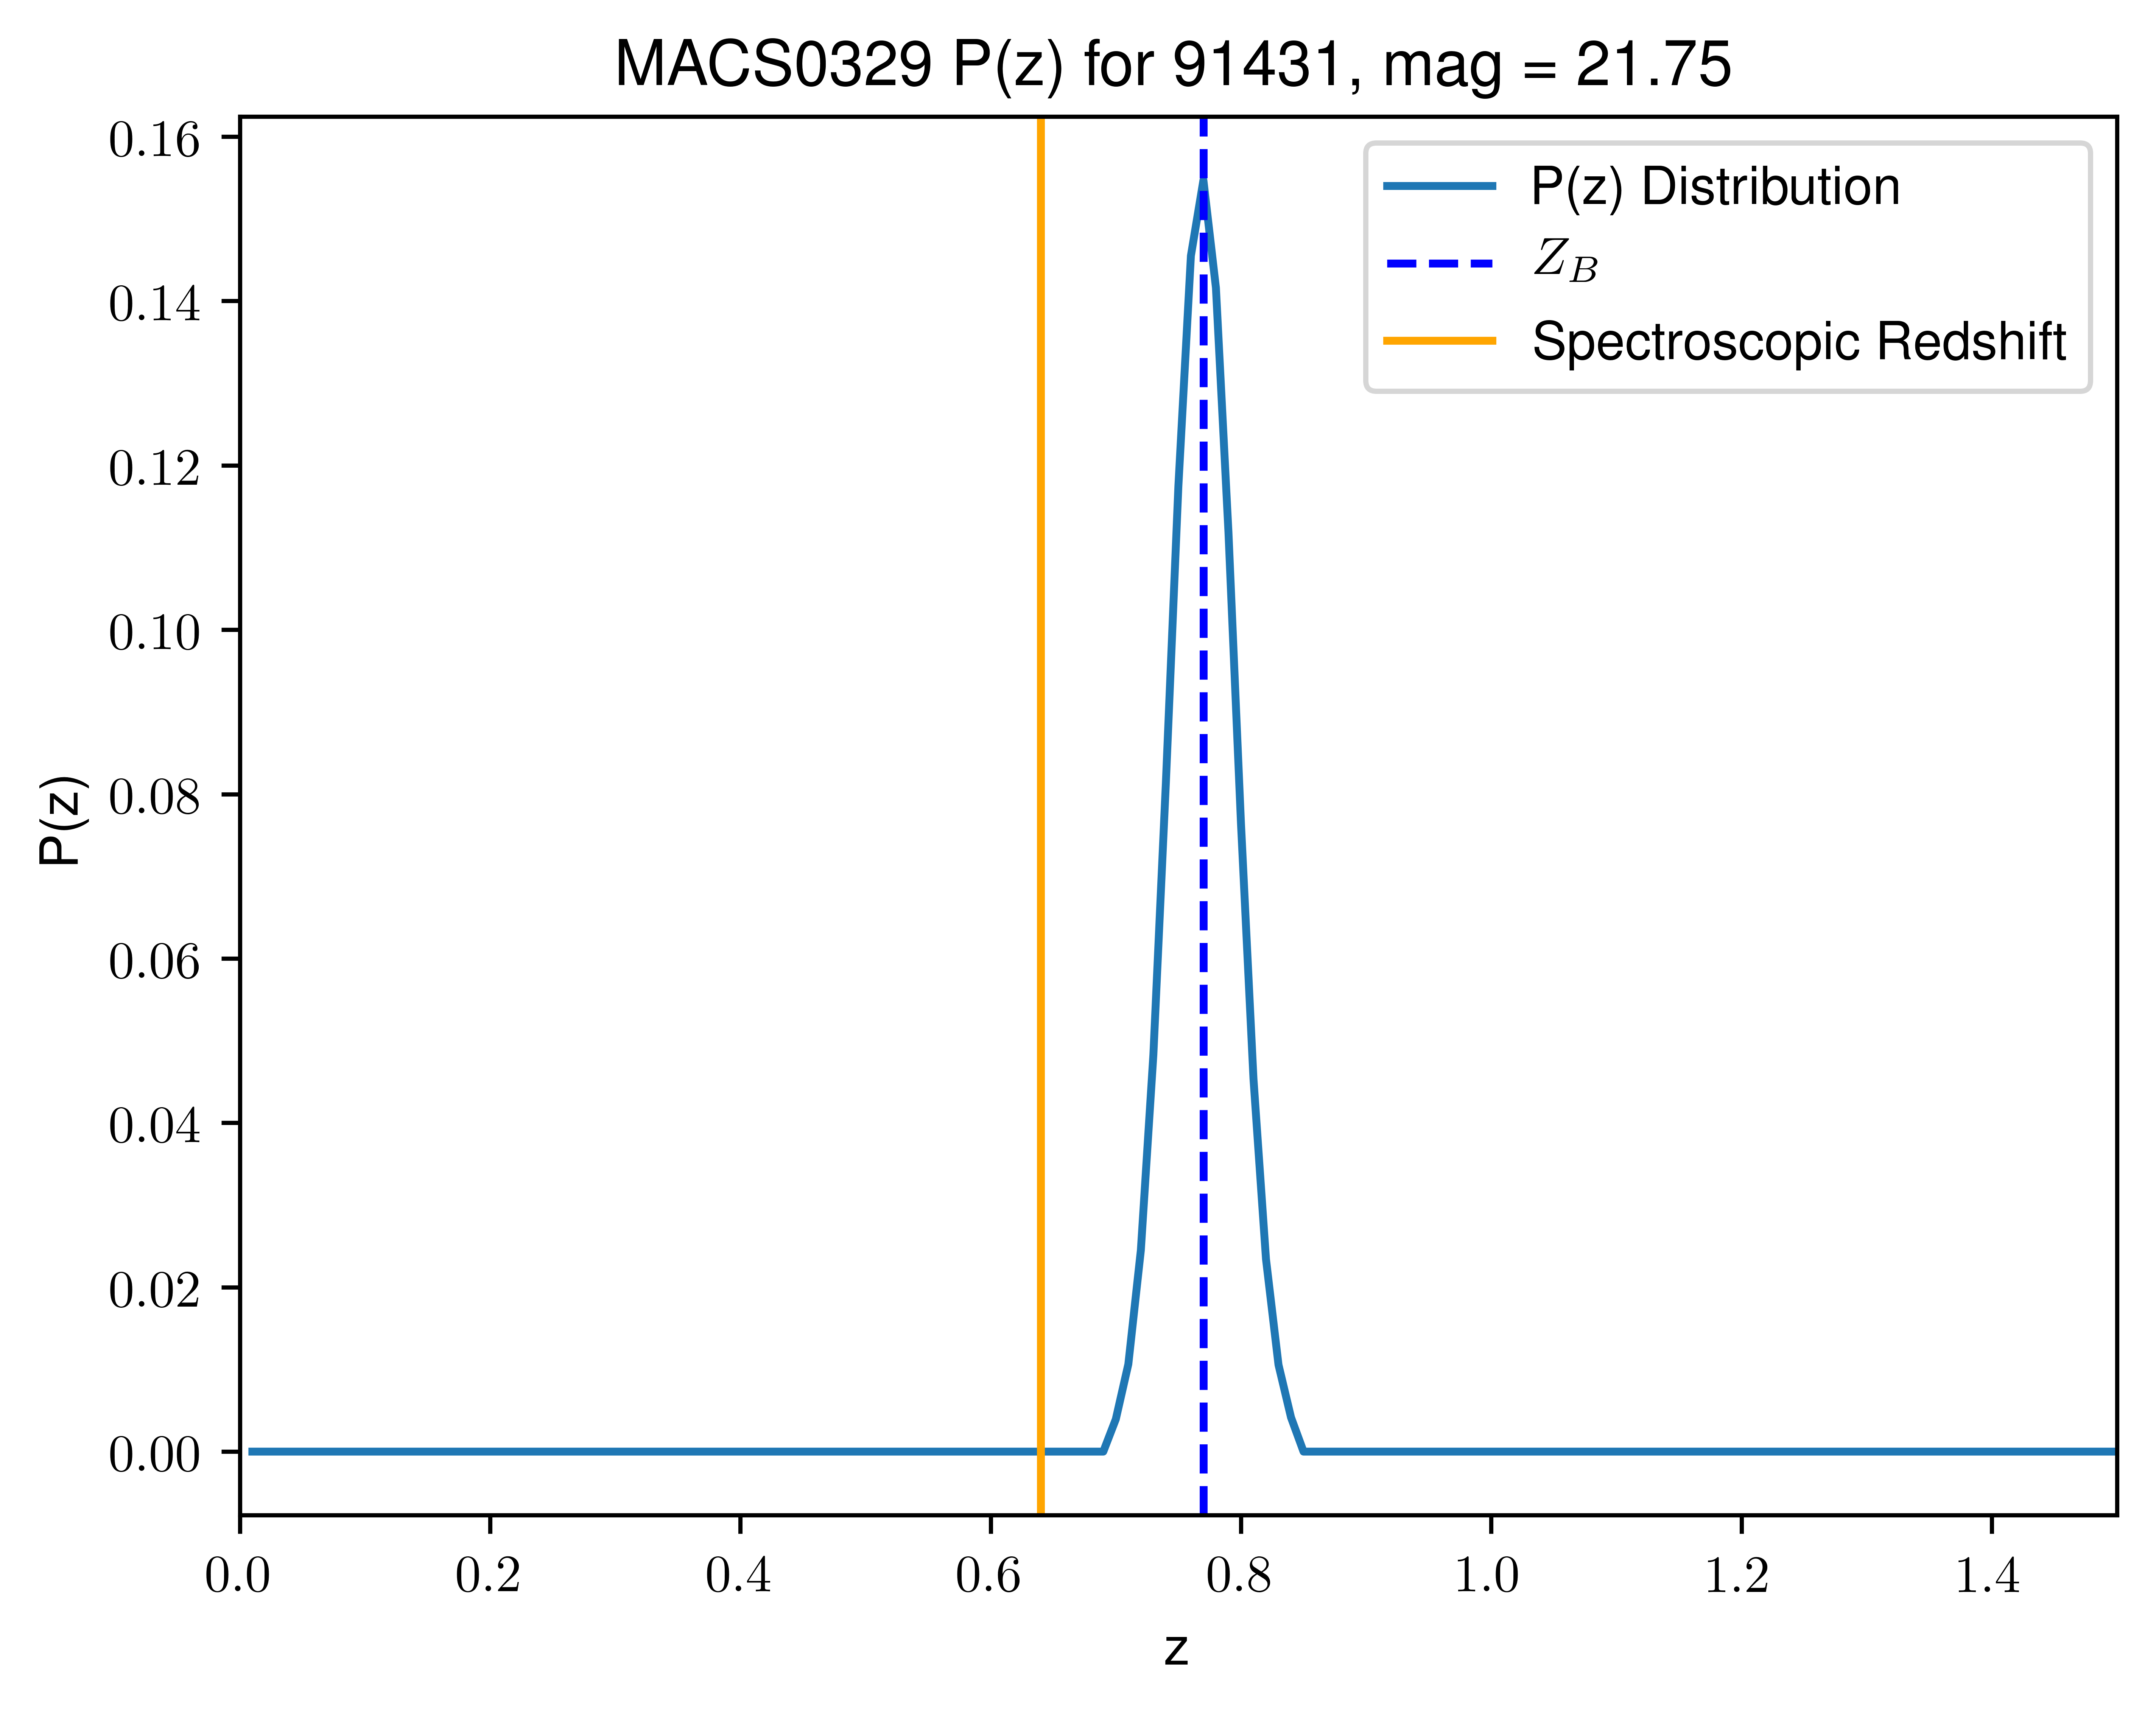 MACS0329 P(z) for 91431, mag = 21.75
P(z) Distribution
Z_B
Spectroscopic Redshift
P(z)
0.16
0.14
0.12
0.10
0.08
0.06
0.04
0.02
0.00
0.0 0.2 0.4 0.6 0.8 1.0 1.2 1.4
z